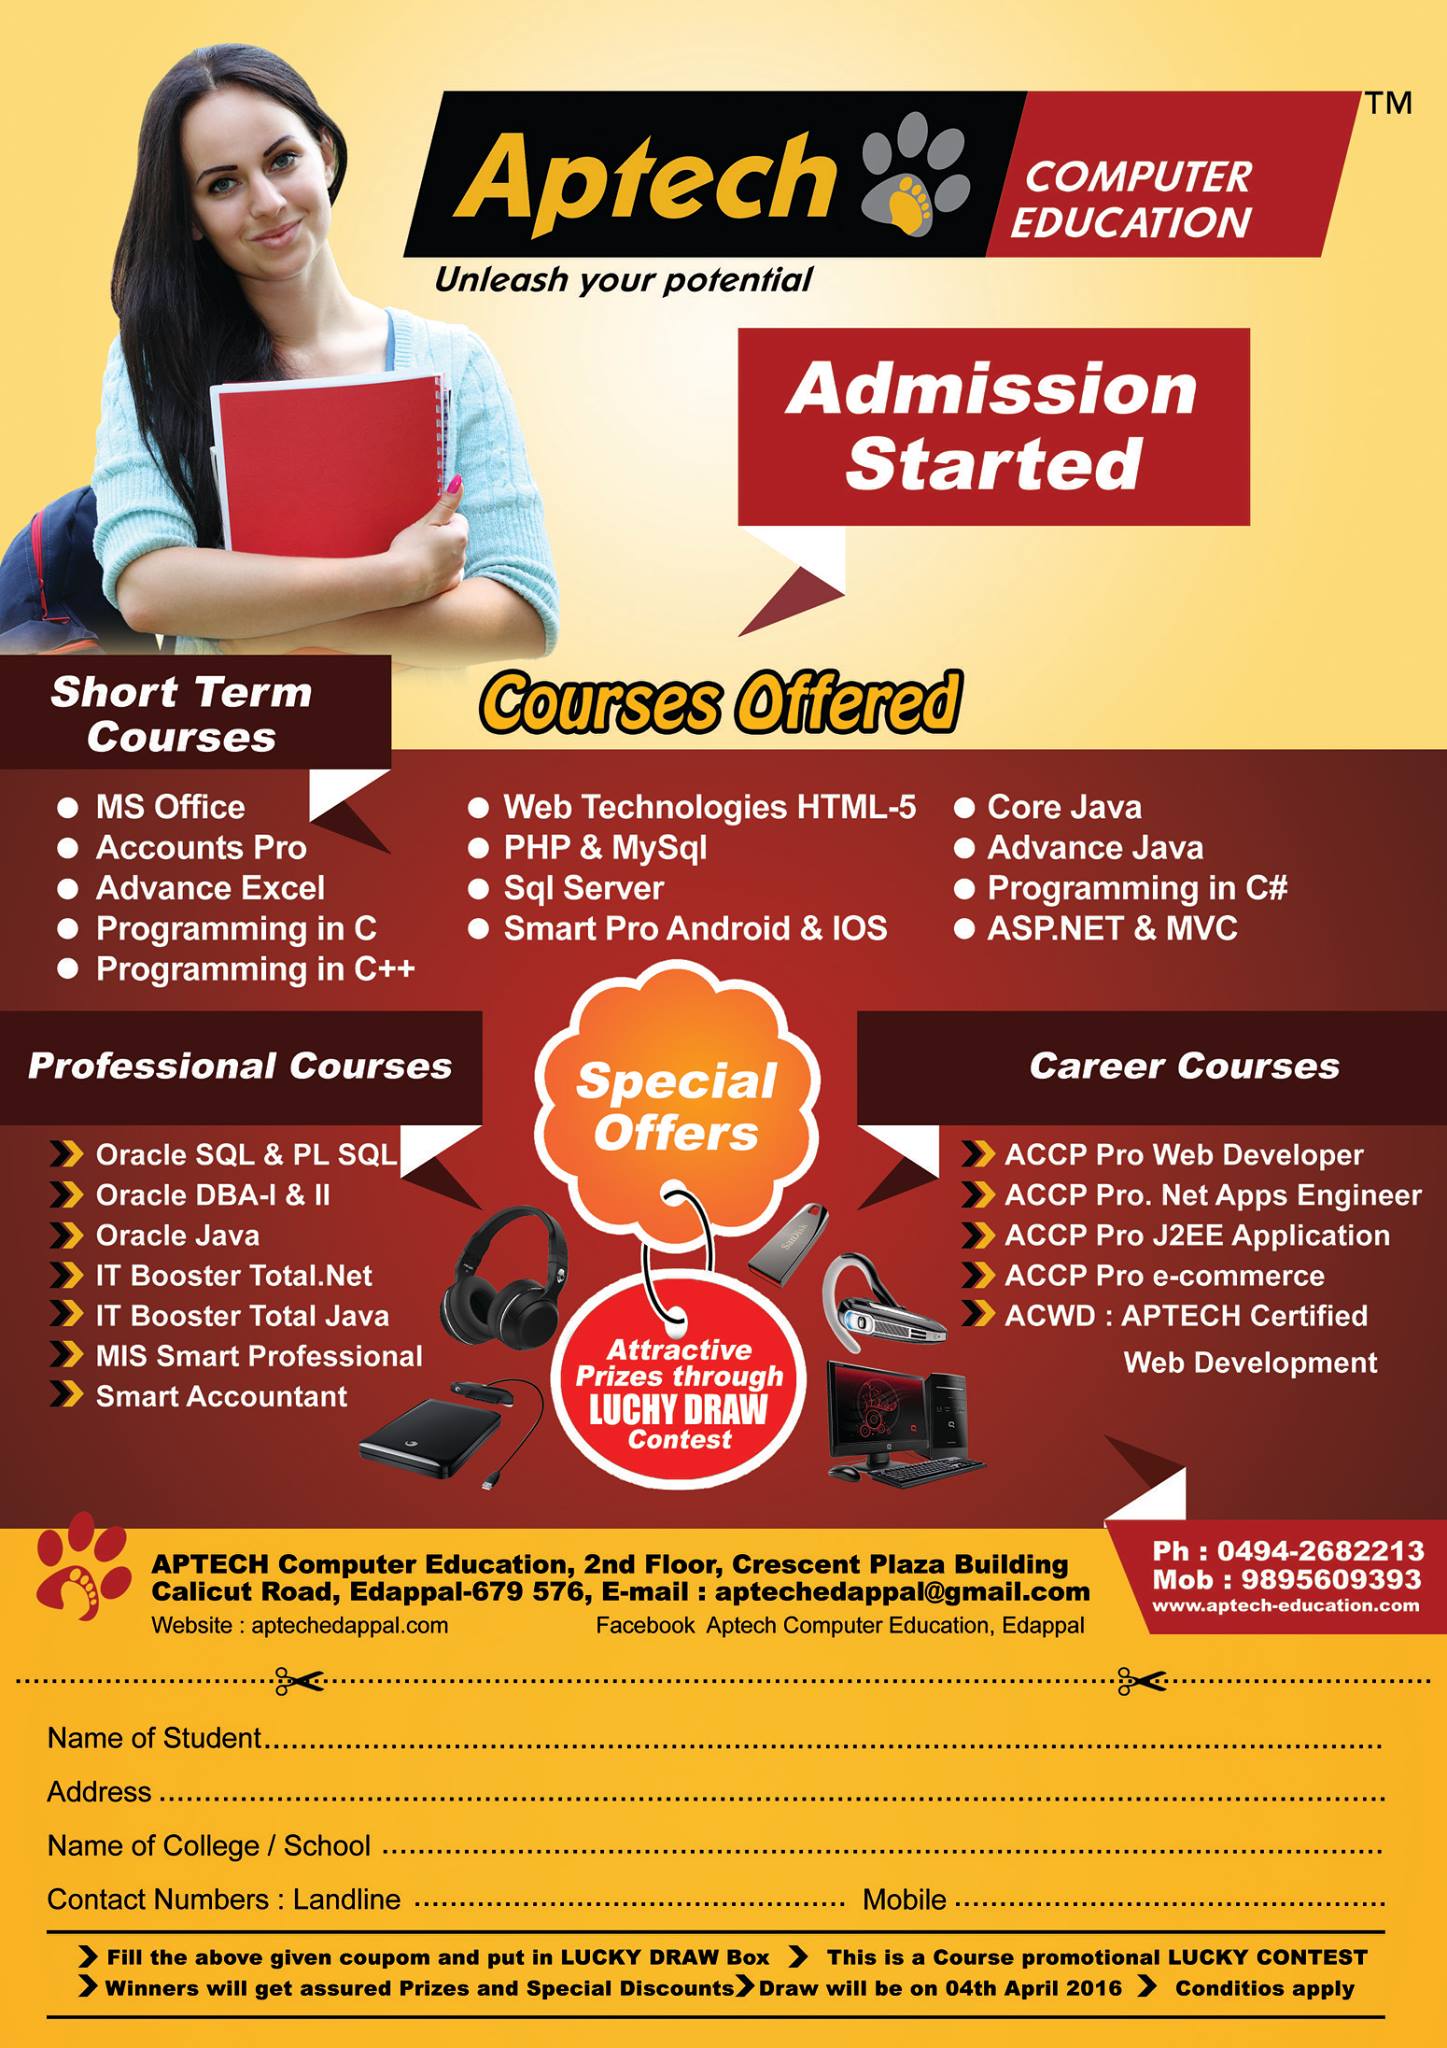 Aptech
COMPUTER
EDUCATION
TM
Unleash your potential
Admission
Started
Short Term
Courses
Courses Offered
MS Office
Accounts Pro
Advance Excel
Programming in C
Programming in C++
Web Technologies HTML-5
PHP & MySql
Sql Server
Smart Pro Android & IOS
Core Java
Advance Java
Programming in C#
ASP.NET & MVC
Professional Courses
Oracle SQL & PL SQL
Oracle DBA-I & II
Oracle Java
IT Booster Total.Net
IT Booster Total Java
MIS Smart Professional
Smart Accountant
Special
Offers
SanDisk
Attractive
Prizes through
LUCHY DRAW
Contest
Career Courses
ACCP Pro Web Developer
ACCP Pro. Net Apps Engineer
ACCP Pro J2EE Application
ACCP Pro e-commerce
ACWD : APTECH Certified
Web Development
APTECH Computer Education, 2nd Floor, Crescent Plaza Building
Calicut Road, Edappal-679 576, E-mail : aptechedappal@gmail.com
Website : aptechedappal.com Facebook Aptech Computer Education, Edappal
Ph : 0494-2682213
Mob : 9895609393
www.aptech-education.com
Name of Student
Address
Name of College / School
Contact Numbers : Landline Mobile
Fill the above given coupom and put in LUCKY DRAW Box This is a Course promotional LUCKY CONTEST
Winners will get assured Prizes and Special Discounts Draw will be on 04th April 2016 Conditios apply